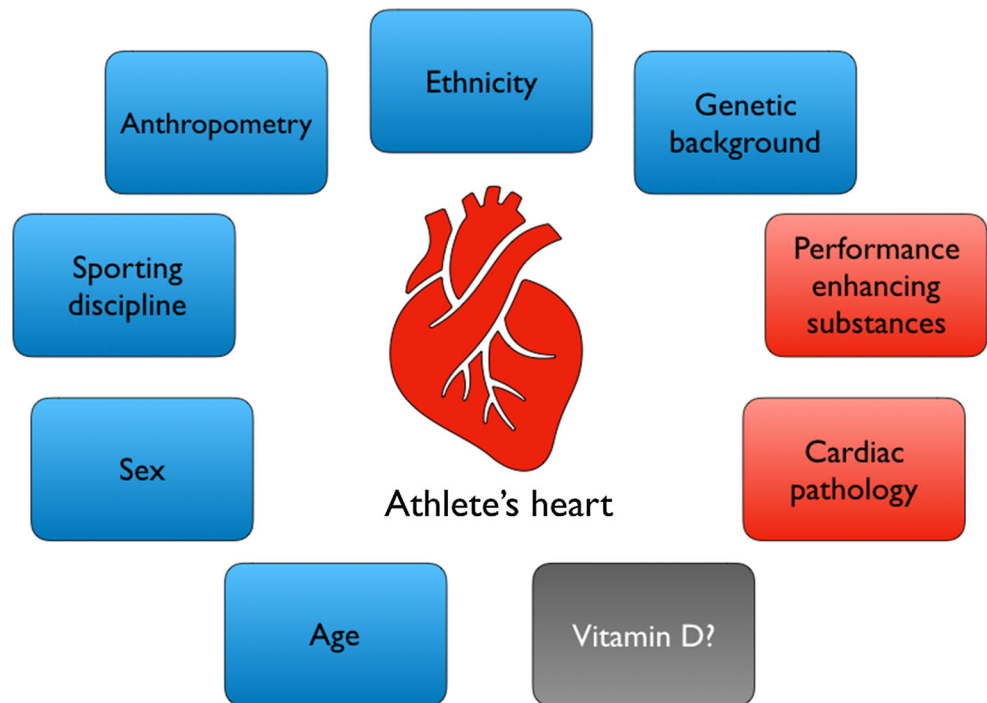 Ethnicity
Anthropometry
Genetic
background
Sporting
discipline
Performance
enhancing
substances
Sex
Cardiac
pathology
Athlete's heart
Age
Vitamin D?